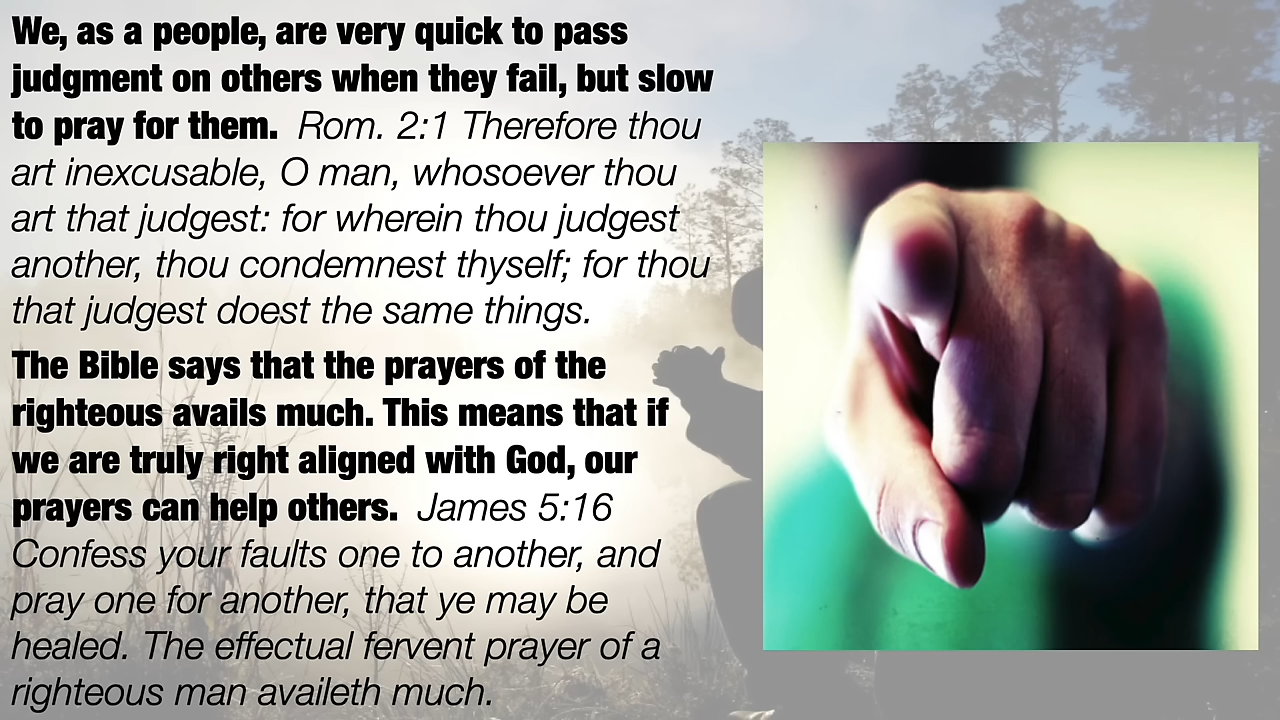 We, as a people, are very quick to pass
judgment on others when they fail, but slow
to pray for them. Rom. 2:1 Therefore thou
art inexcusable, O man, whosoever thou
art that judgest: for wherein thou judgest
another, thou condemnest thyself; for thou
that judgest doest the same things.
The Bible says that the prayers of the
righteous avails much. This means that if
we are truly right aligned with God, our
prayers can help others. James 5:16
Confess your faults one to another, and
pray one for another, that ye may be
healed. The effectual fervent prayer of a
righteous man availeth much.